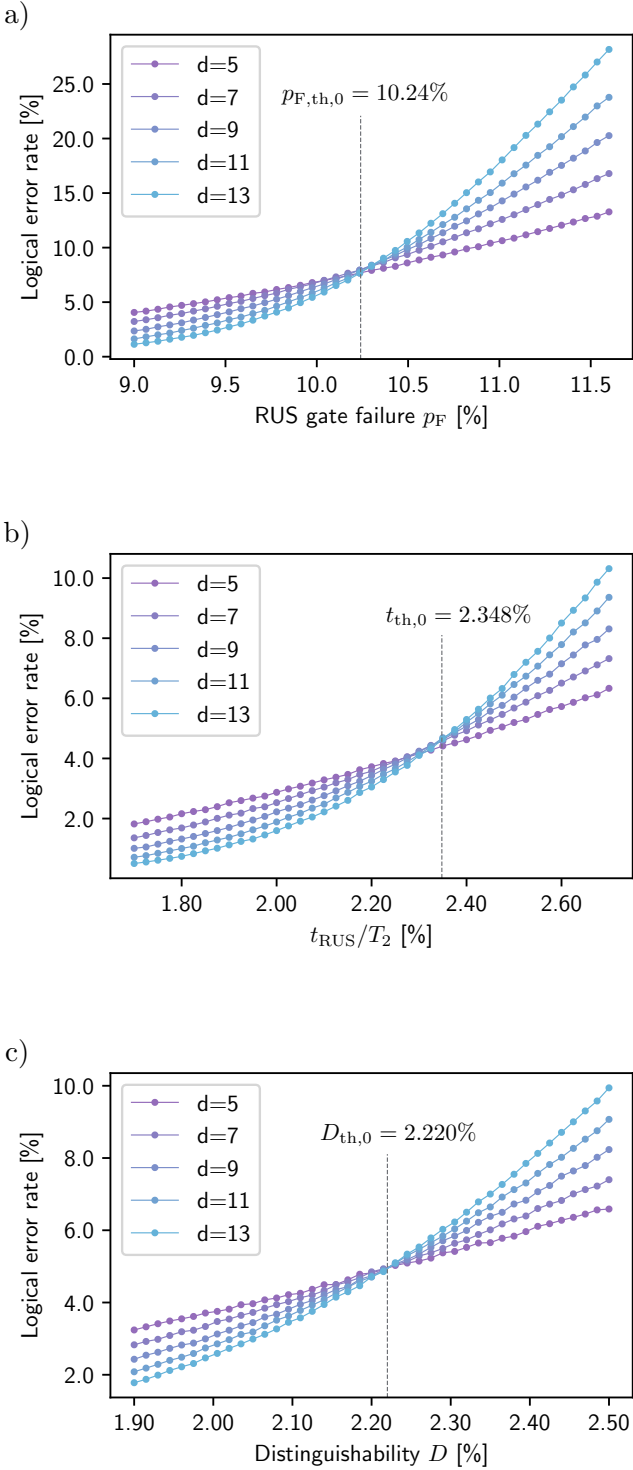 a)
d=5
d=7
d=9
d=11
d=13
p_F,th,0 = 10.24%
Logical error rate [%]
25.0
20.0
15.0
10.0
5.0
0.0
9.0 9.5 10.0 10.5 11.0 11.5
RUS gate failure p_F [%]
b)
d=5
d=7
d=9
d=11
d=13
t_th,0 = 2.348%
Logical error rate [%]
10.0
8.0
6.0
4.0
2.0
1.80 2.00 2.20 2.40 2.60
t_RUS/T_2 [%]
c)
d=5
d=7
d=9
d=11
d=13
D_th,0 = 2.220%
Logical error rate [%]
10.0
8.0
6.0
4.0
2.0
1.90 2.00 2.10 2.20 2.30 2.40 2.50
Distinguishability D [%]